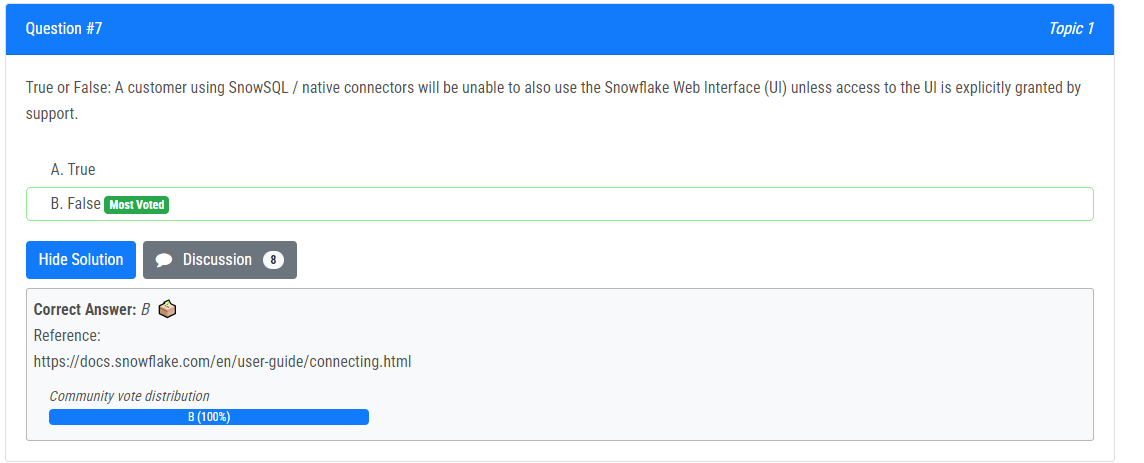 Question #7
Topic 1
True or False: A customer using SnowSQL / native connectors will be unable to also use the Snowflake Web Interface (UI) unless access to the UI is explicitly granted by
support.
A. True
B. False Most Voted
Hide Solution
Discussion 8
Correct Answer: B
Reference:
https://docs.snowflake.com/en/user-guide/connecting.html
Community vote distribution
B (100%)